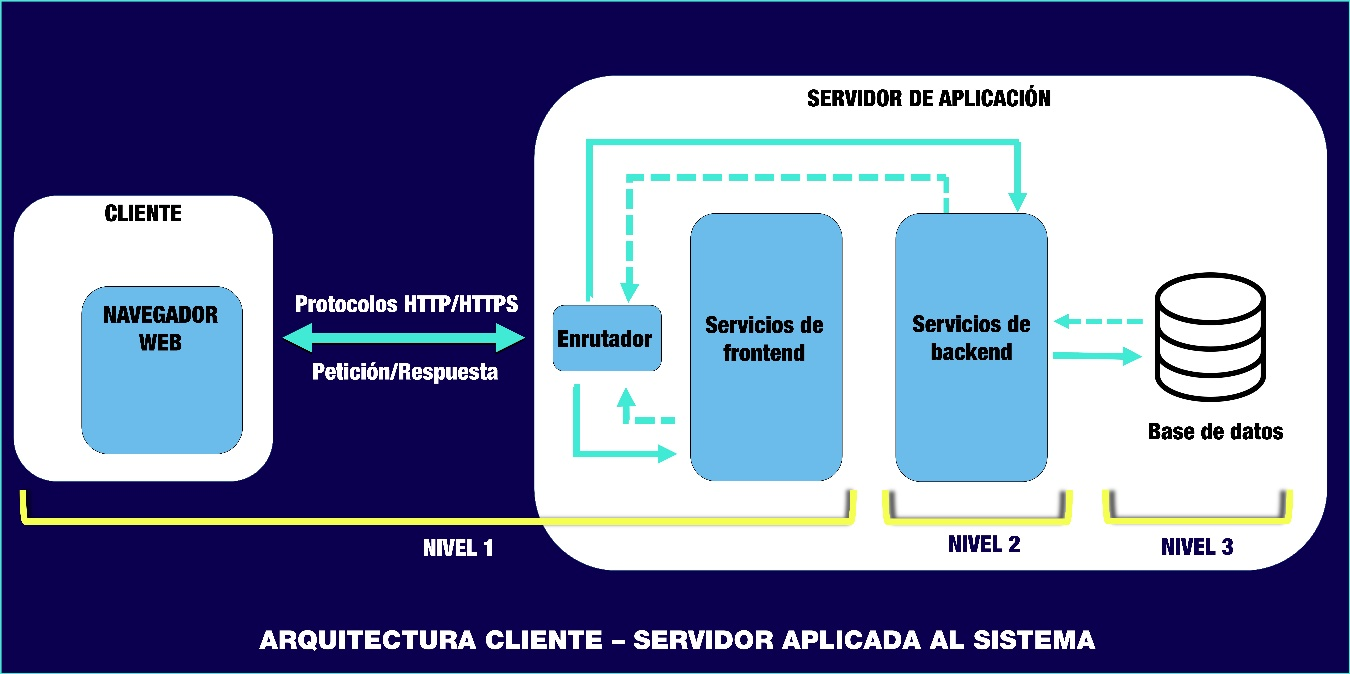 SERVIDOR DE APLICACIÓN
CLIENTE
NAVEGADOR
WEB
Protocolos HTTP/HTTPS
Petición/Respuesta
Enrutador
Servicios de
frontend
Servicios de
backend
Base de datos
NIVEL 1
NIVEL 2
NIVEL 3
ARQUITECTURA CLIENTE – SERVIDOR APLICADA AL SISTEMA